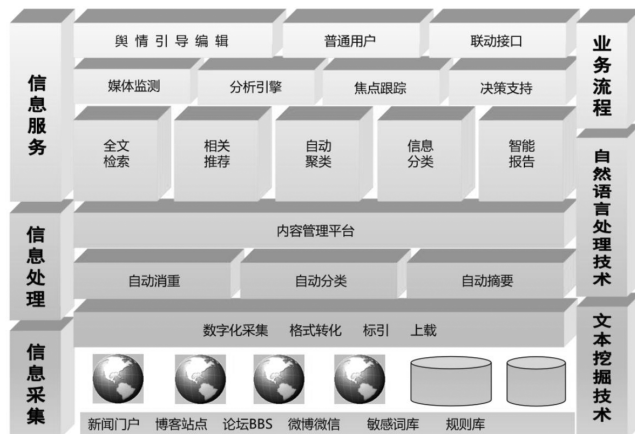 舆情引导编辑 普通用户 联动接口
媒体监测 分析引擎 焦点跟踪 决策支持
全文检索 相关推荐 自动聚类 信息分类 智能报告
内容管理平台
自动消重 自动分类 自动摘要
数字化采集 格式转化 标引 上载
新闻门户 博客站点 论坛BBS 微博微信 敏感词库 规则库
信息服务
信息处理
信息采集
业务流程
自然语言处理技术
文本挖掘技术